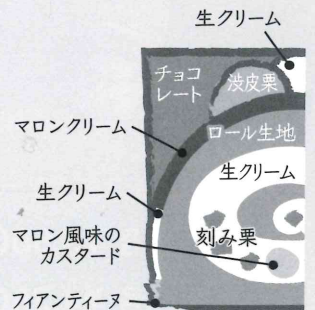 生クリーム
チョコ
レート
渋皮栗
マロンクリーム
ロール生地
生クリーム
生クリーム
マロン風味の
カスタード
刻み栗
フィアンティーヌ